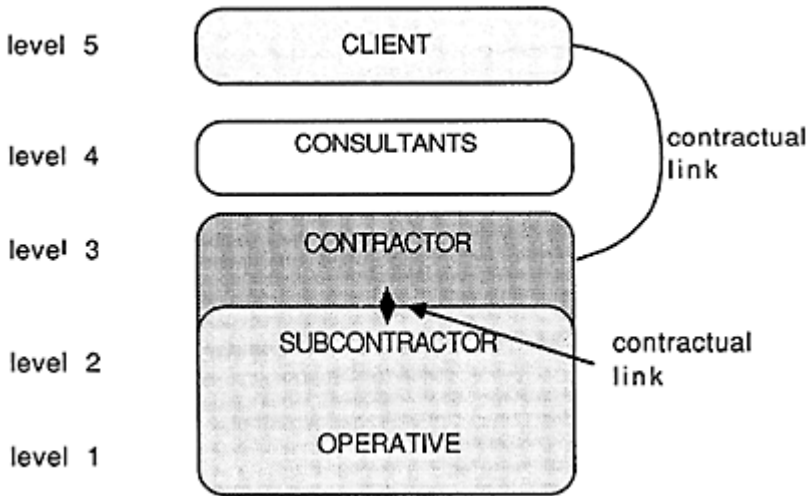 level 5
CLIENT
level 4
CONSULTANTS
contractual
link
level 3
CONTRACTOR
level 2
SUBCONTRACTOR
contractual
link
level 1
OPERATIVE